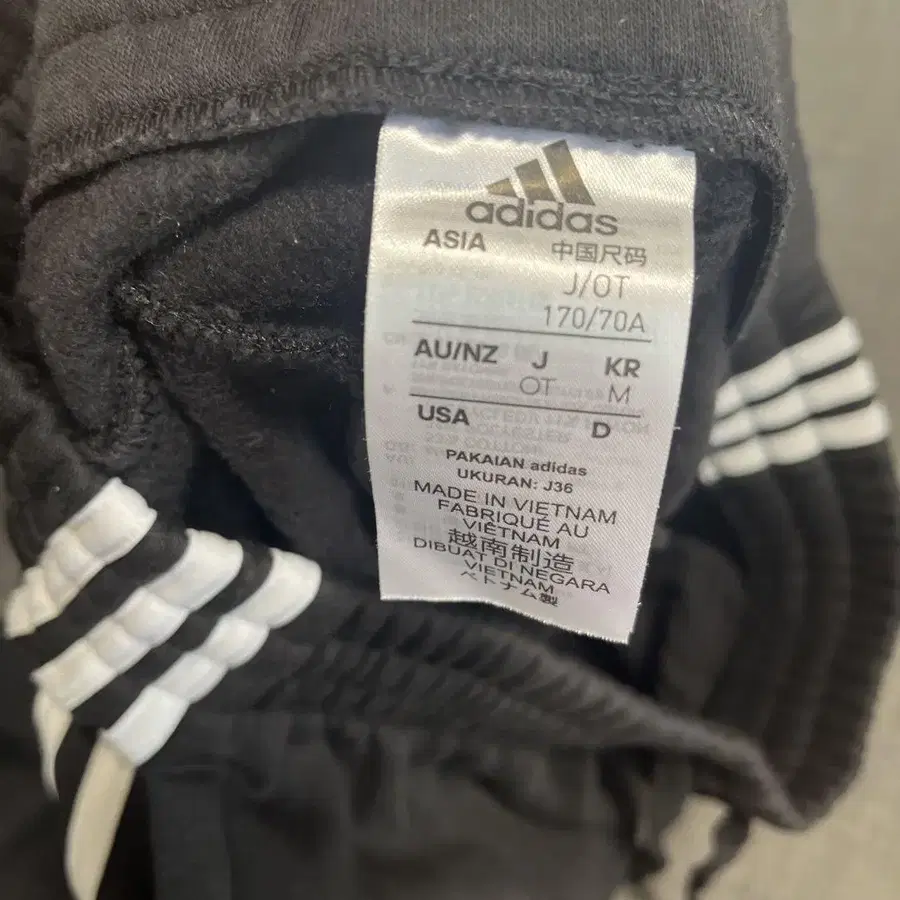 adidas
ASIA 中国尺码
J/OT
170/70A
AU/NZ J KR
OT M
USA D
PAKAIAN adidas
UKURAN: J36
MADE IN VIETNAM
FABRIQUÉ AU
VIETNAM
越南制造
DIBUAT DI NEGARA
VIETNAM
ベトナム製